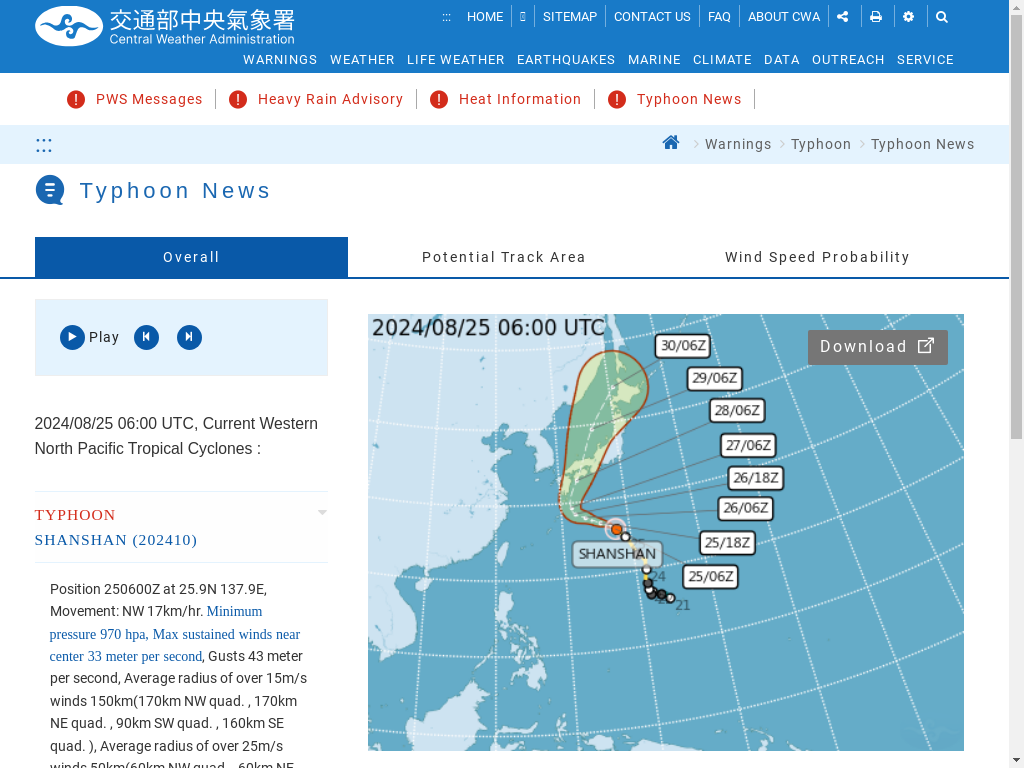 交通部中央氣象署
Central Weather Administration
::: HOME SITEMAP CONTACT US FAQ ABOUT CWA
WARNINGS WEATHER LIFE WEATHER EARTHQUAKES MARINE CLIMATE DATA OUTREACH SERVICE
PWS Messages Heavy Rain Advisory Heat Information Typhoon News
::: Warnings Typhoon Typhoon News
Typhoon News
Overall Potential Track Area Wind Speed Probability
Play
2024/08/25 06:00 UTC, Current Western
North Pacific Tropical Cyclones :
TYPHOON
SHANSHAN (202410)
Position 250600Z at 25.9N 137.9E,
Movement: NW 17km/hr. Minimum
pressure 970 hpa, Max sustained winds near
center 33 meter per second, Gusts 43 meter
per second, Average radius of over 15m/s
winds 150km(170km NW quad. , 170km
NE quad. , 90km SW quad. , 160km SE
quad. ), Average radius of over 25m/s
winds 50km(60km NW quad. , 60km NE
2024/08/25 06:00 UTC
Download
30/06Z
29/06Z
28/06Z
27/06Z
26/18Z
26/06Z
25/18Z
25/06Z
SHANSHAN
24
21